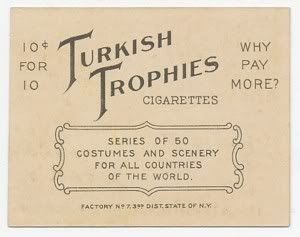 10¢
FOR
10
TURKISH
TROPHIES
CIGARETTES
WHY
PAY
MORE?
SERIES OF 50
COSTUMES AND SCENERY
FOR ALL COUNTRIES
OF THE WORLD.
FACTORY Nº 7, 3RD DIST. STATE OF N.Y.